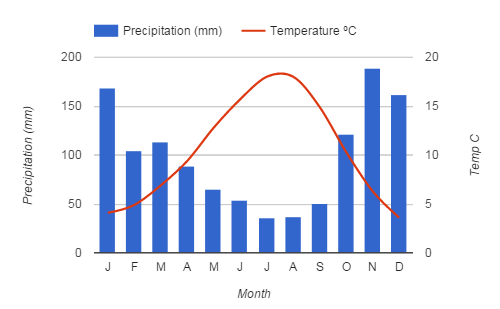 Precipitation (mm) Temperature ºC
200 20
150 15
100 10
50 5
0 0
Precipitation (mm)
Temp C
J F M A M J J A S O N D
Month